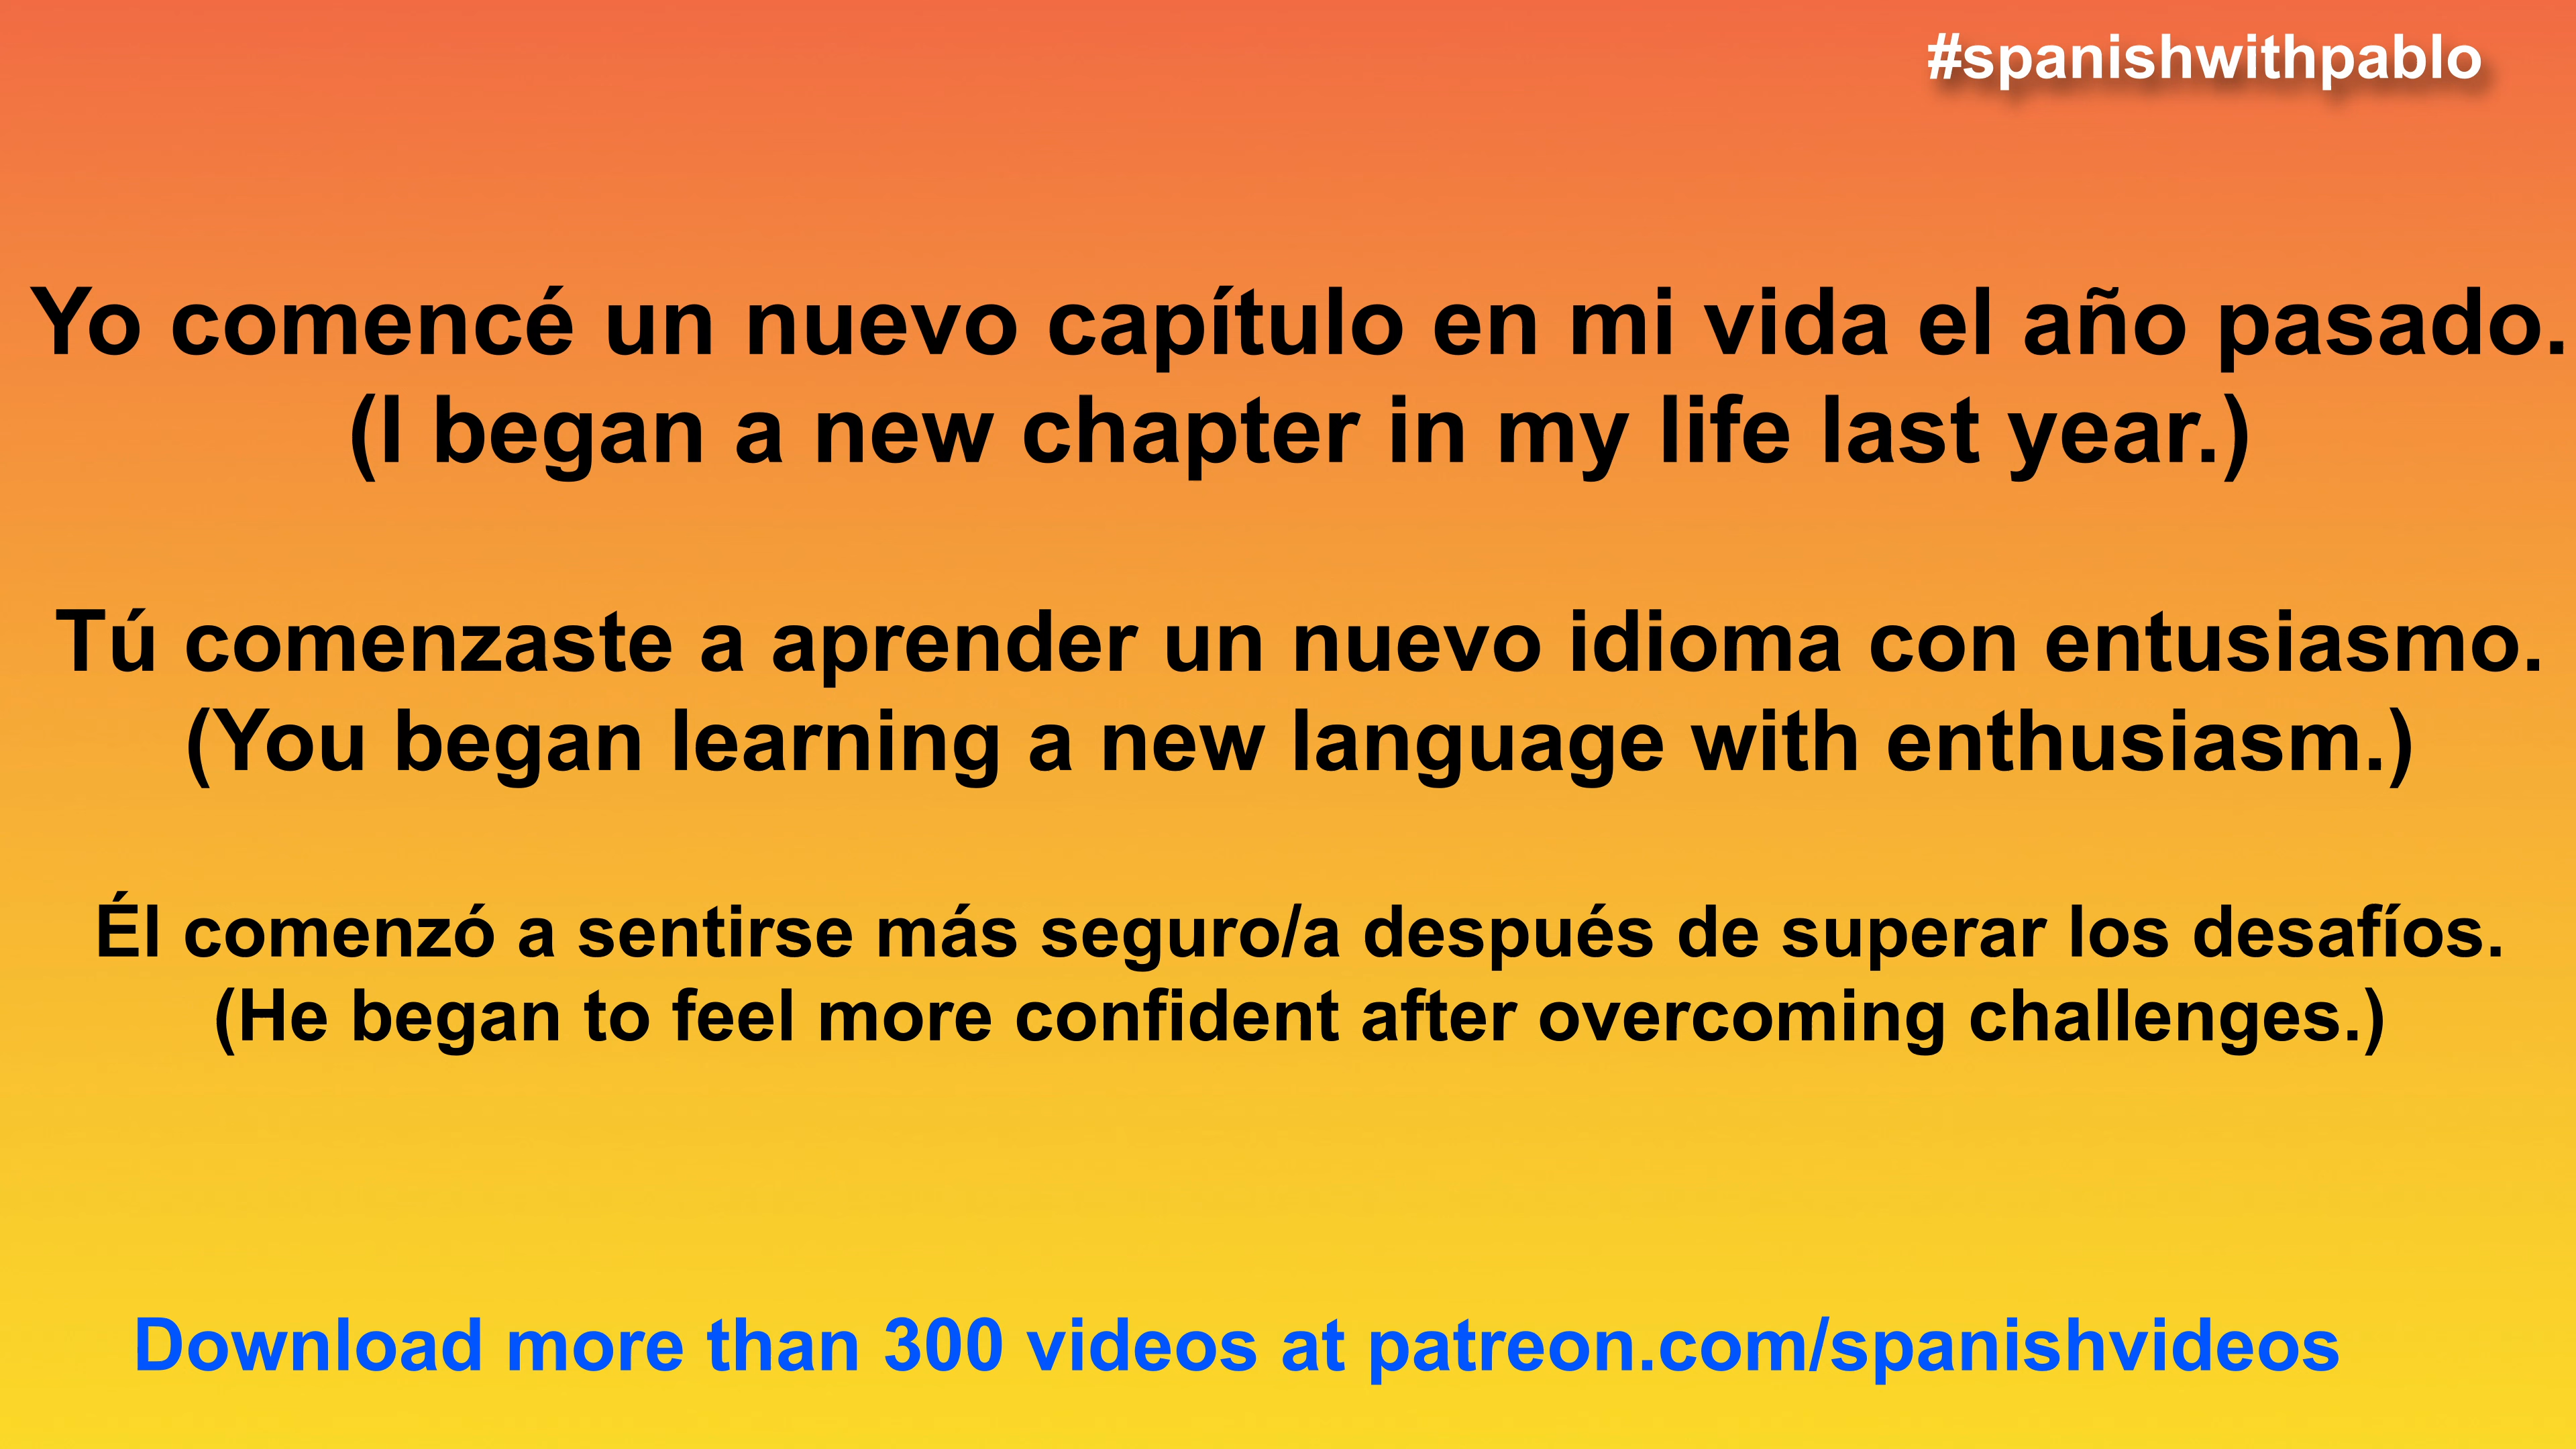 #spanishwithpablo
Yo comencé un nuevo capítulo en mi vida el año pasado.
(I began a new chapter in my life last year.)
Tú comenzaste a aprender un nuevo idioma con entusiasmo.
(You began learning a new language with enthusiasm.)
Él comenzó a sentirse más seguro/a después de superar los desafíos.
(He began to feel more confident after overcoming challenges.)
Download more than 300 videos at patreon.com/spanishvideos